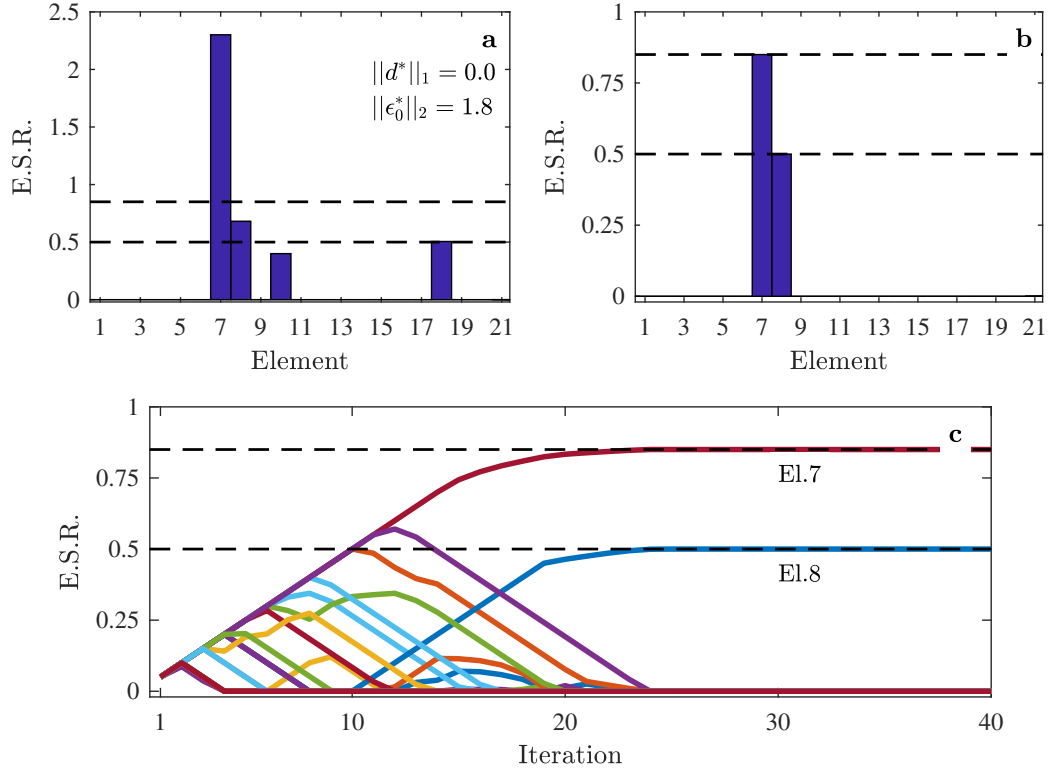 2.5
2
1.5
1
0.5
0
E.S.R.
a
||d*||₁ = 0.0
||ϵ₀*||₂ = 1.8
1 3 5 7 9 11 13 15 17 19 21
Element
1
0.75
0.5
0.25
0
E.S.R.
b
1 3 5 7 9 11 13 15 17 19 21
Element
1
0.75
0.5
0.25
0
E.S.R.
c
El.7
El.8
1 10 20 30 40
Iteration